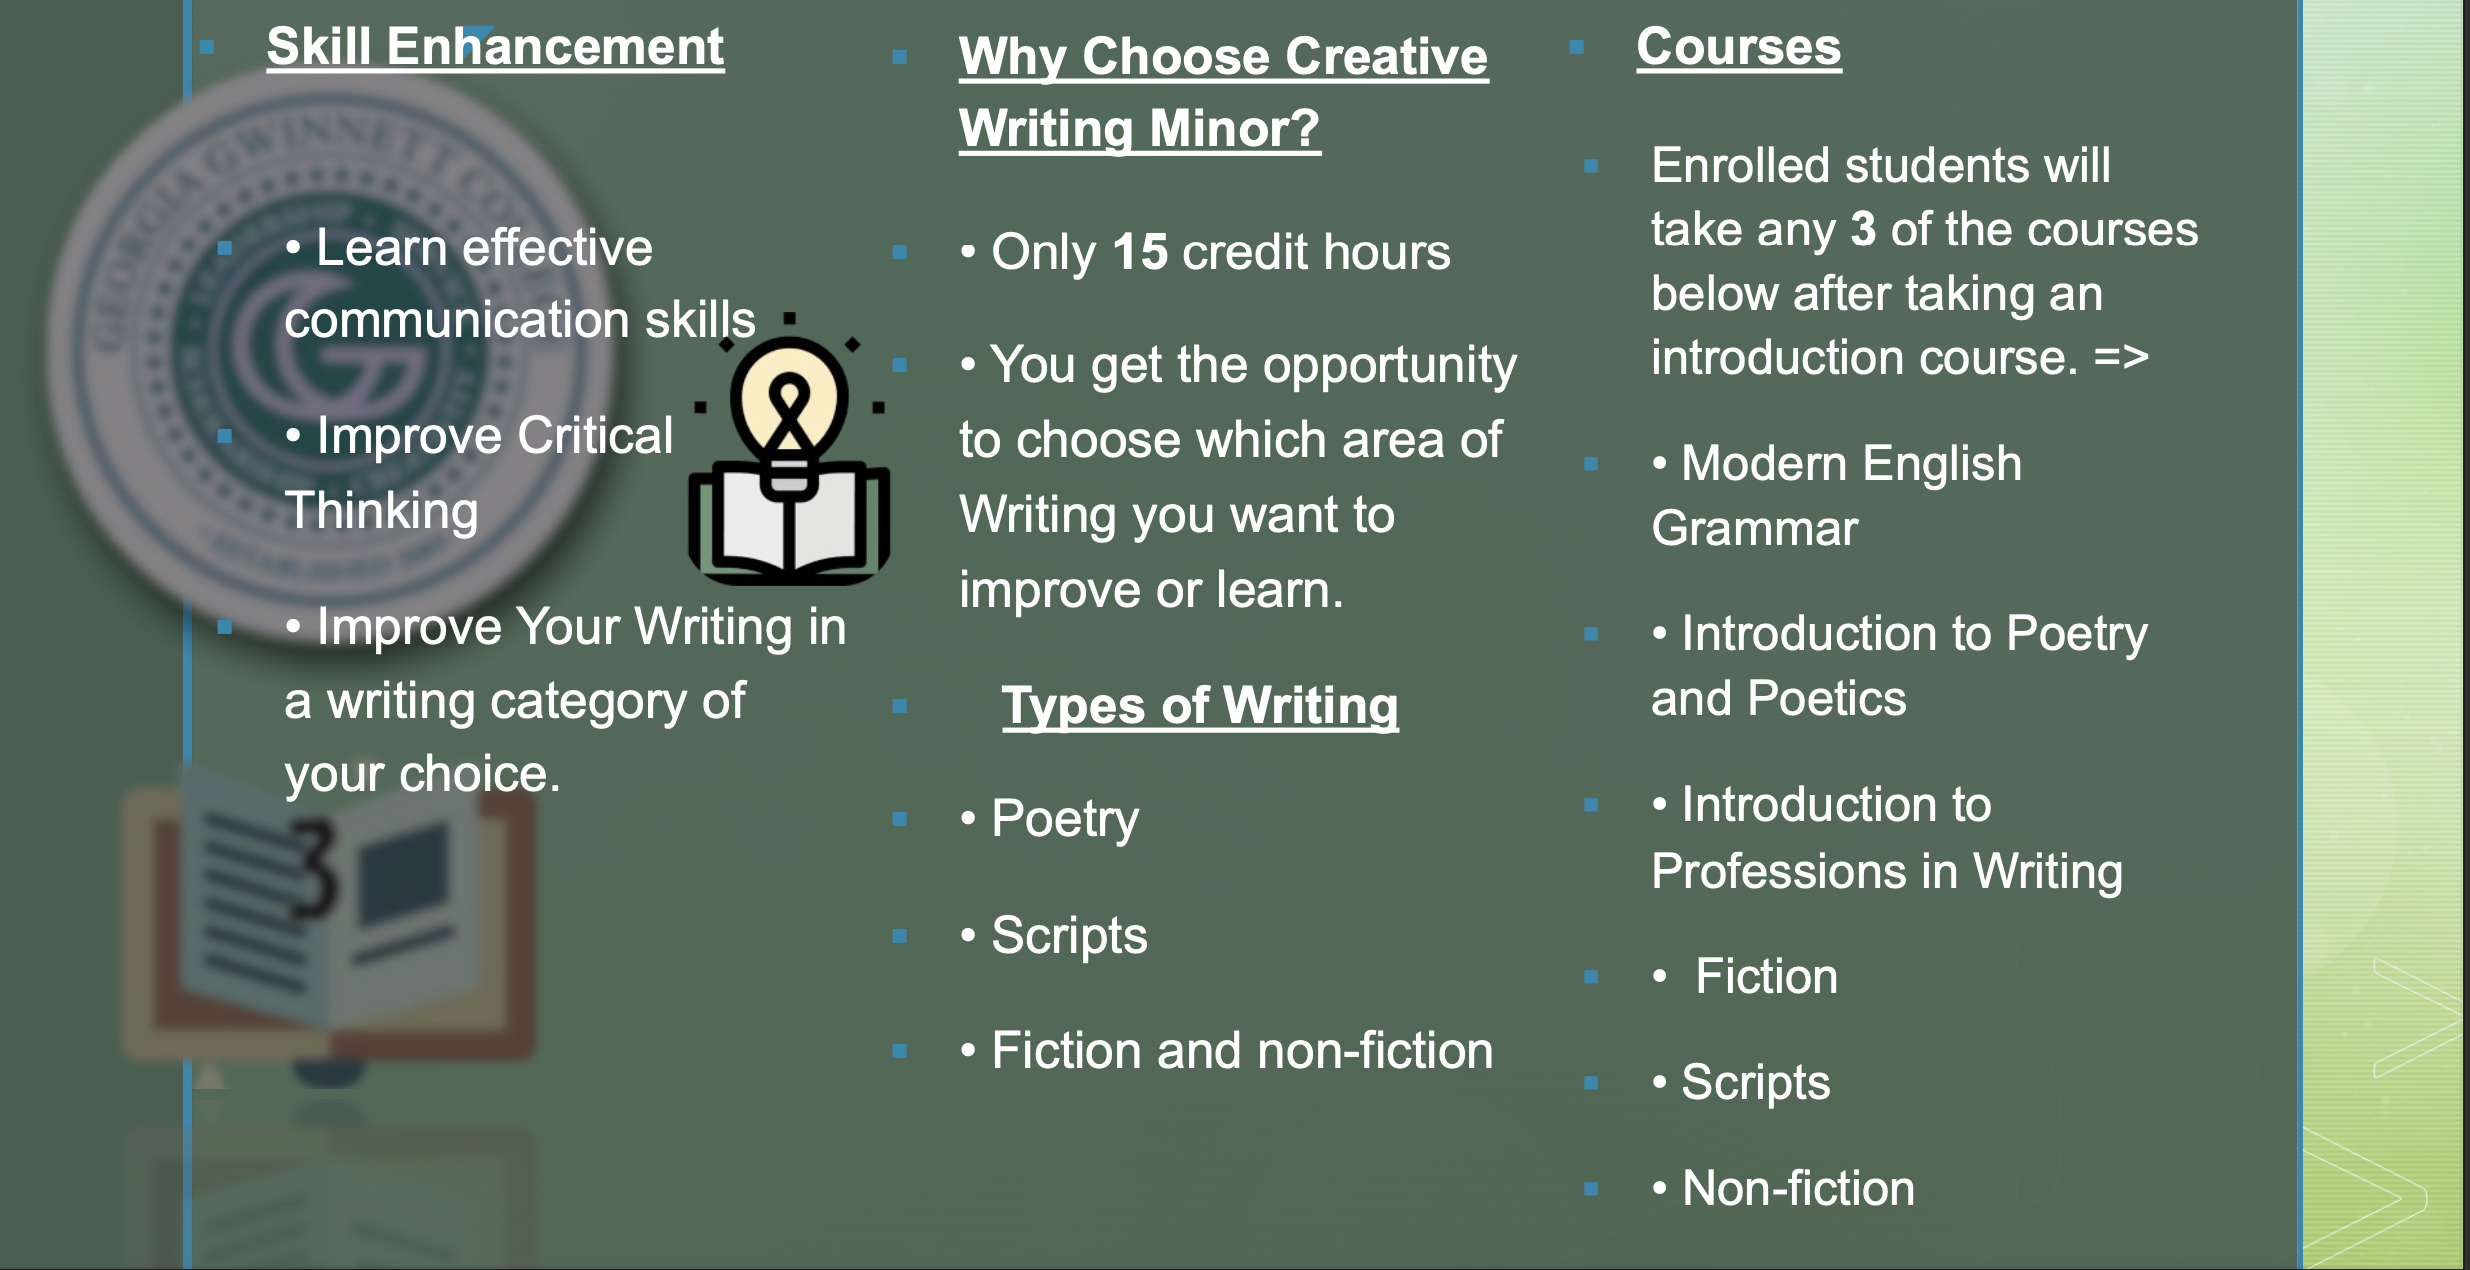 Skill Enhancement
• Learn effective
communication skills
• Improve Critical
Thinking
• Improve Your Writing in
a writing category of
your choice.
GEORGIA GWINNETT
3
Why Choose Creative
Writing Minor?
• Only 15 credit hours
• You get the opportunity
to choose which area of
Writing you want to
improve or learn.
Types of Writing
• Poetry
• Scripts
• Fiction and non-fiction
Courses
Enrolled students will
take any 3 of the courses
below after taking an
introduction course. =>
• Modern English
Grammar
• Introduction to Poetry
and Poetics
• Introduction to
Professions in Writing
• Fiction
• Scripts
• Non-fiction